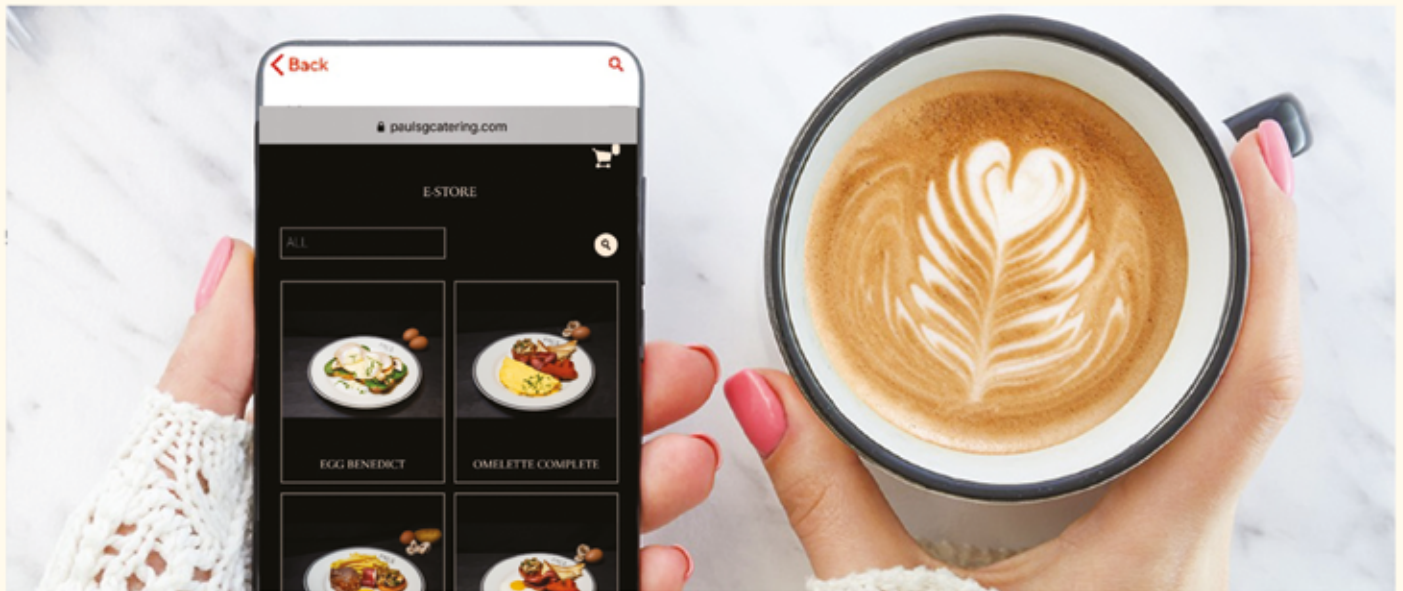 Back
paulsgcatering.com
E-STORE
ALL
EGG BENEDICT
OMELETTE COMPLETE